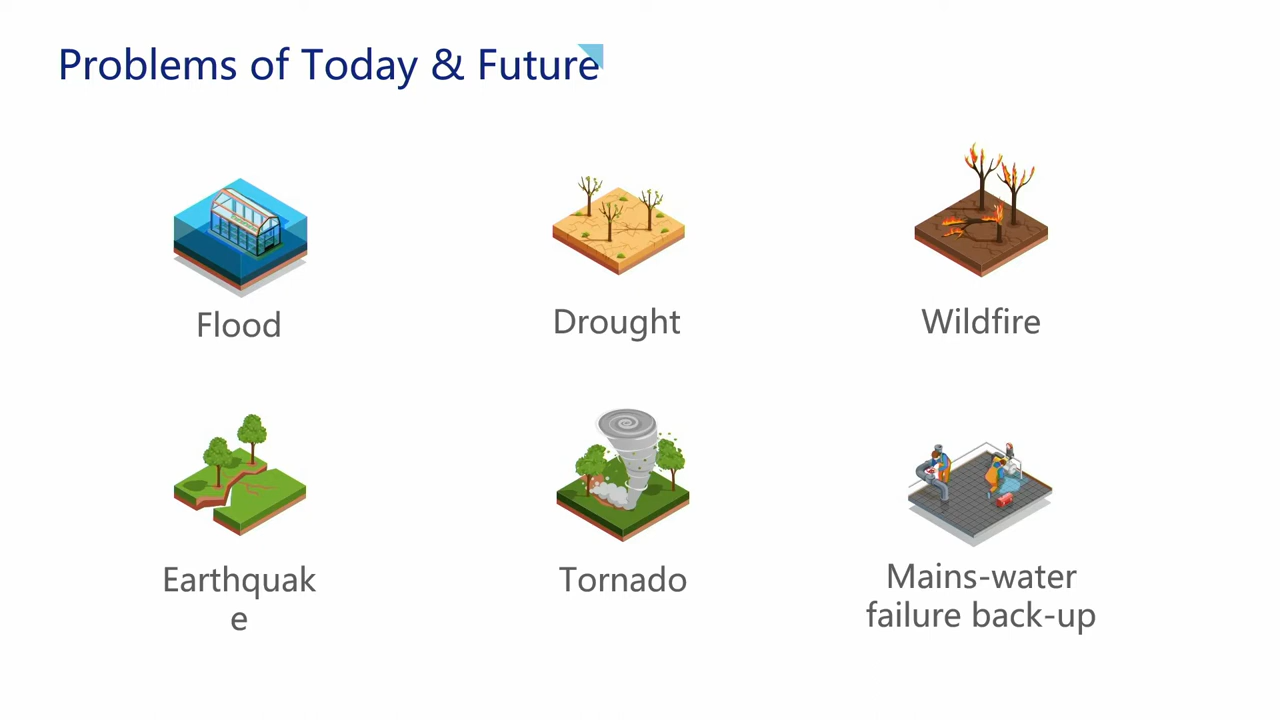 Problems of Today & Future
Flood
Drought
Wildfire
Earthquak
e
Tornado
Mains-water
failure back-up